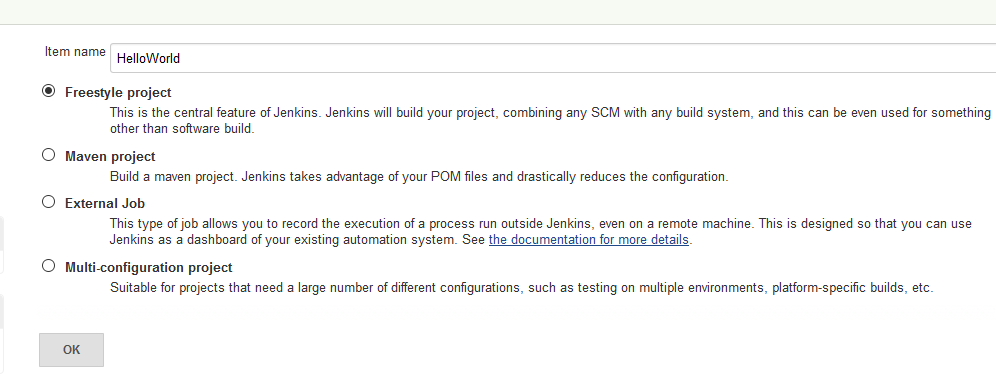 Item name HelloWorld
Freestyle project
This is the central feature of Jenkins. Jenkins will build your project, combining any SCM with any build system, and this can be even used for something
other than software build.
Maven project
Build a maven project. Jenkins takes advantage of your POM files and drastically reduces the configuration.
External Job
This type of job allows you to record the execution of a process run outside Jenkins, even on a remote machine. This is designed so that you can use
Jenkins as a dashboard of your existing automation system. See the documentation for more details.
Multi-configuration project
Suitable for projects that need a large number of different configurations, such as testing on multiple environments, platform-specific builds, etc.
OK